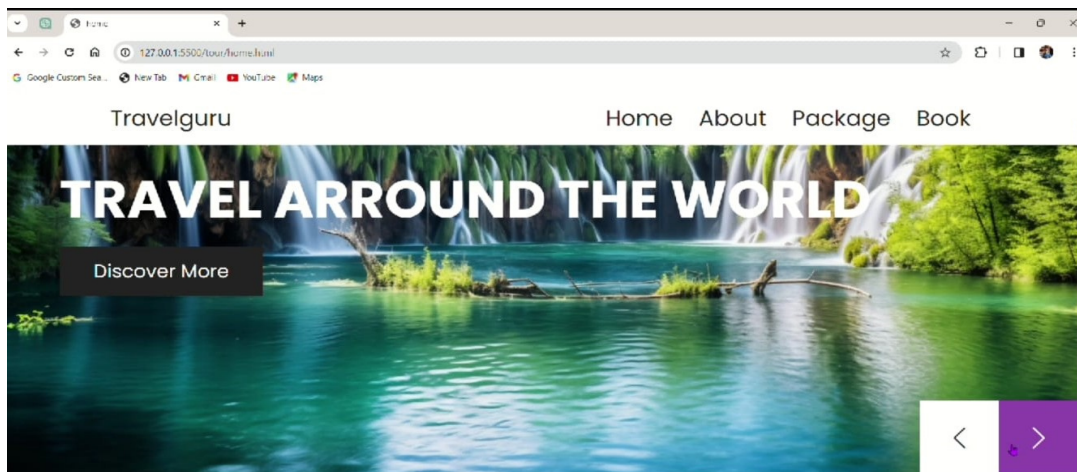 home
127.0.0.1:5500/tour/home.html
Google Custom Sea... New Tab Gmail YouTube Maps
Travelguru Home About Package Book
TRAVEL ARROUND THE WORLD
Discover More